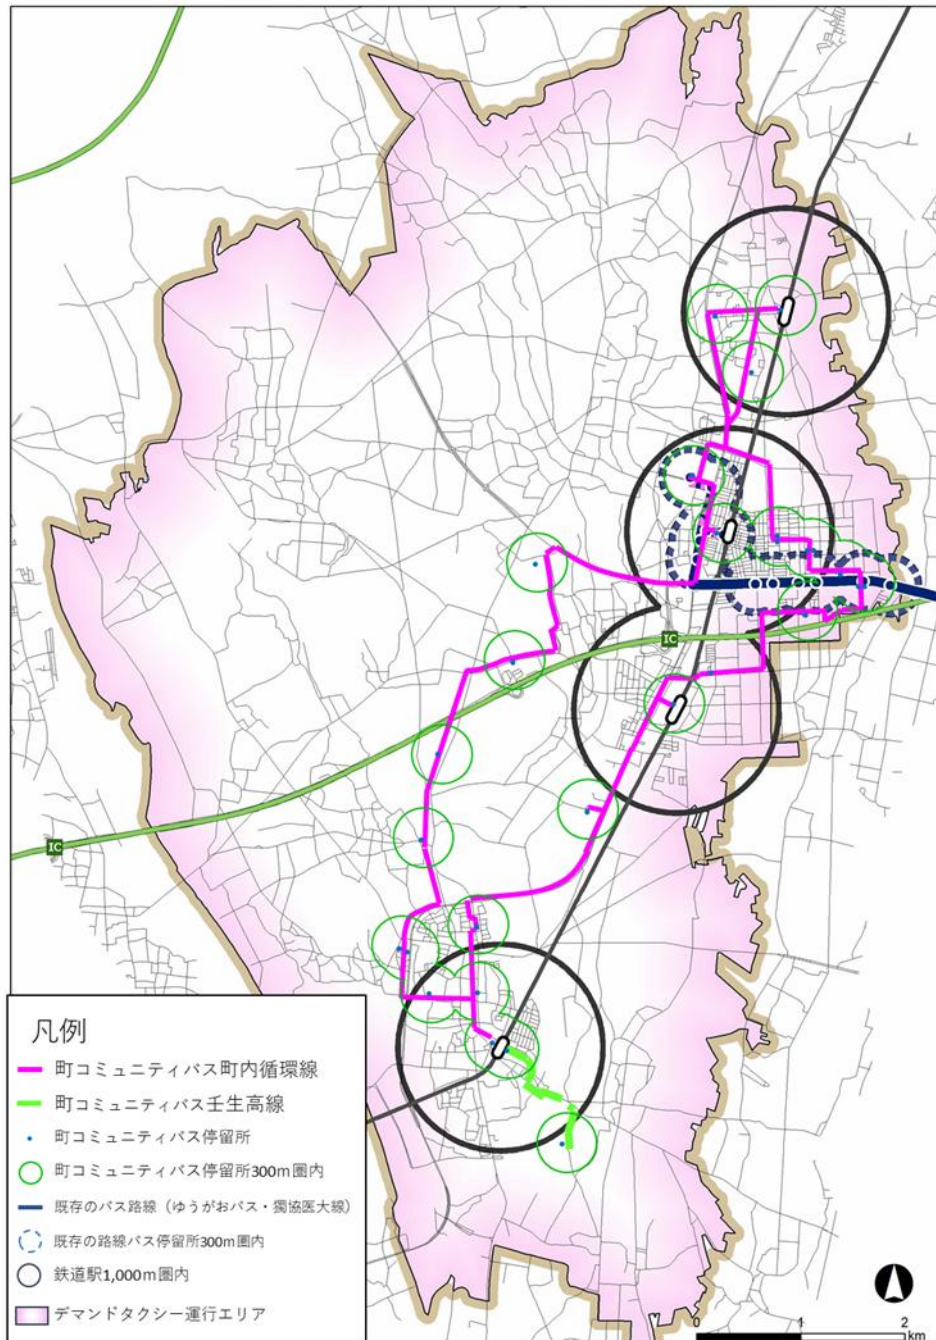 IC
IC
凡例
町コミュニティバス町内循環線
町コミュニティバス壬生高線
町コミュニティバス停留所
町コミュニティバス停留所300m圏内
既存のバス路線（ゆうがおバス・獨協医大線）
既存の路線バス停留所300m圏内
鉄道駅1,000m圏内
デマンドタクシー運行エリア
0 1 2
km